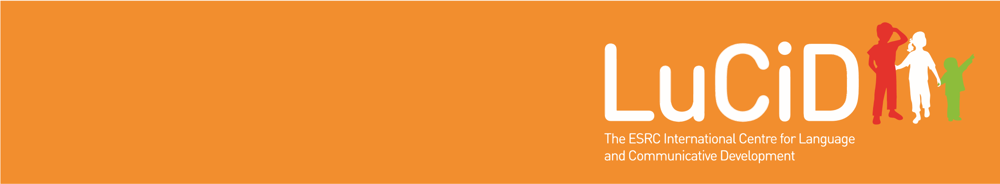 LuCiD
The ESRC International Centre for Language
and Communicative Development